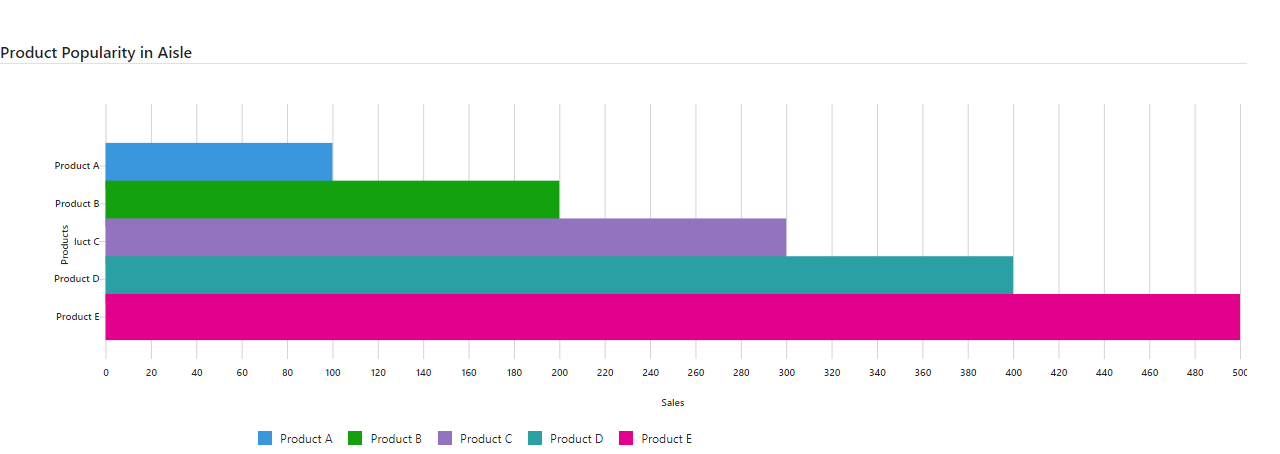 Product Popularity in Aisle
Product A
Product B
Products
luct C
Product D
Product E
0 20 40 60 80 100 120 140 160 180 200 220 240 260 280 300 320 340 360 380 400 420 440 460 480 500
Sales
Product A Product B Product C Product D Product E